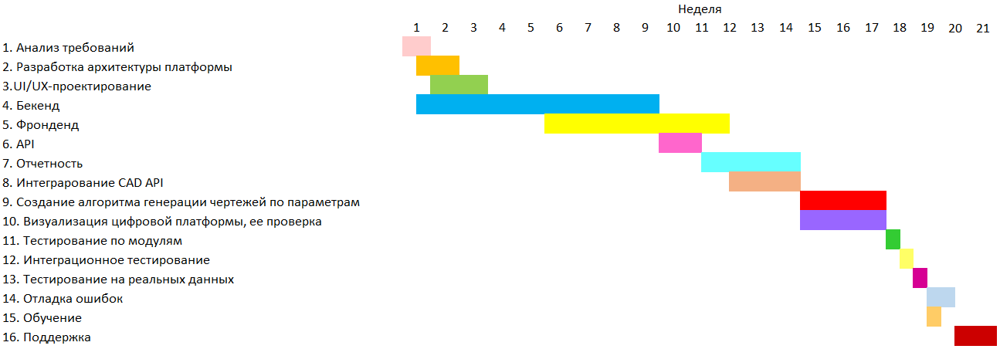 Неделя
1 2 3 4 5 6 7 8 9 10 11 12 13 14 15 16 17 18 19 20 21
1. Анализ требований
2. Разработка архитектуры платформы
3.UI/UX-проектирование
4. Бекенд
5. Фронденд
6. API
7. Отчетность
8. Интеграрование CAD API
9. Создание алгоритма генерации чертежей по параметрам
10. Визуализация цифровой платформы, ее проверка
11. Тестирование по модулям
12. Интеграционное тестирование
13. Тестирование на реальных данных
14. Отладка ошибок
15. Обучение
16. Поддержка